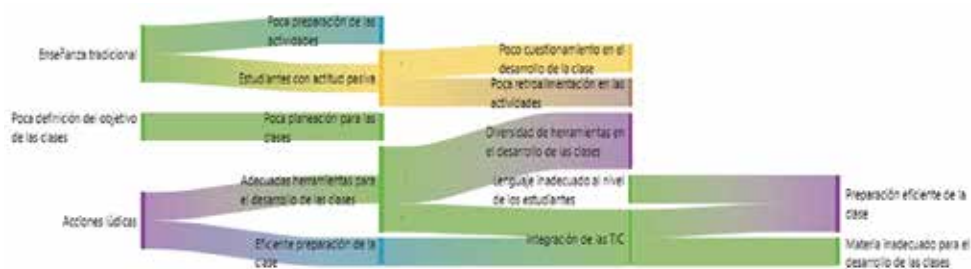 Enseñanza tradicional
Poca preparación de las
actividades
Estudiantes con actitud pasiva
Poco cuestionamiento en el
desarrollo de la clase
Poca retroalimentación en las
actividades
Poca definición del objetivo
de las clases
Poca planeación para las
clases
Diversidad de herramientas en
el desarrollo de las clases
Acciones lúdicas
Adecuadas herramientas para
el desarrollo de las clases
Eficiente preparación de la
clase
Lenguaje inadecuado al nivel
de los estudiantes
Integración de las TIC
Preparación eficiente de la
clase
Materia inadecuado para el
desarrollo de las clases